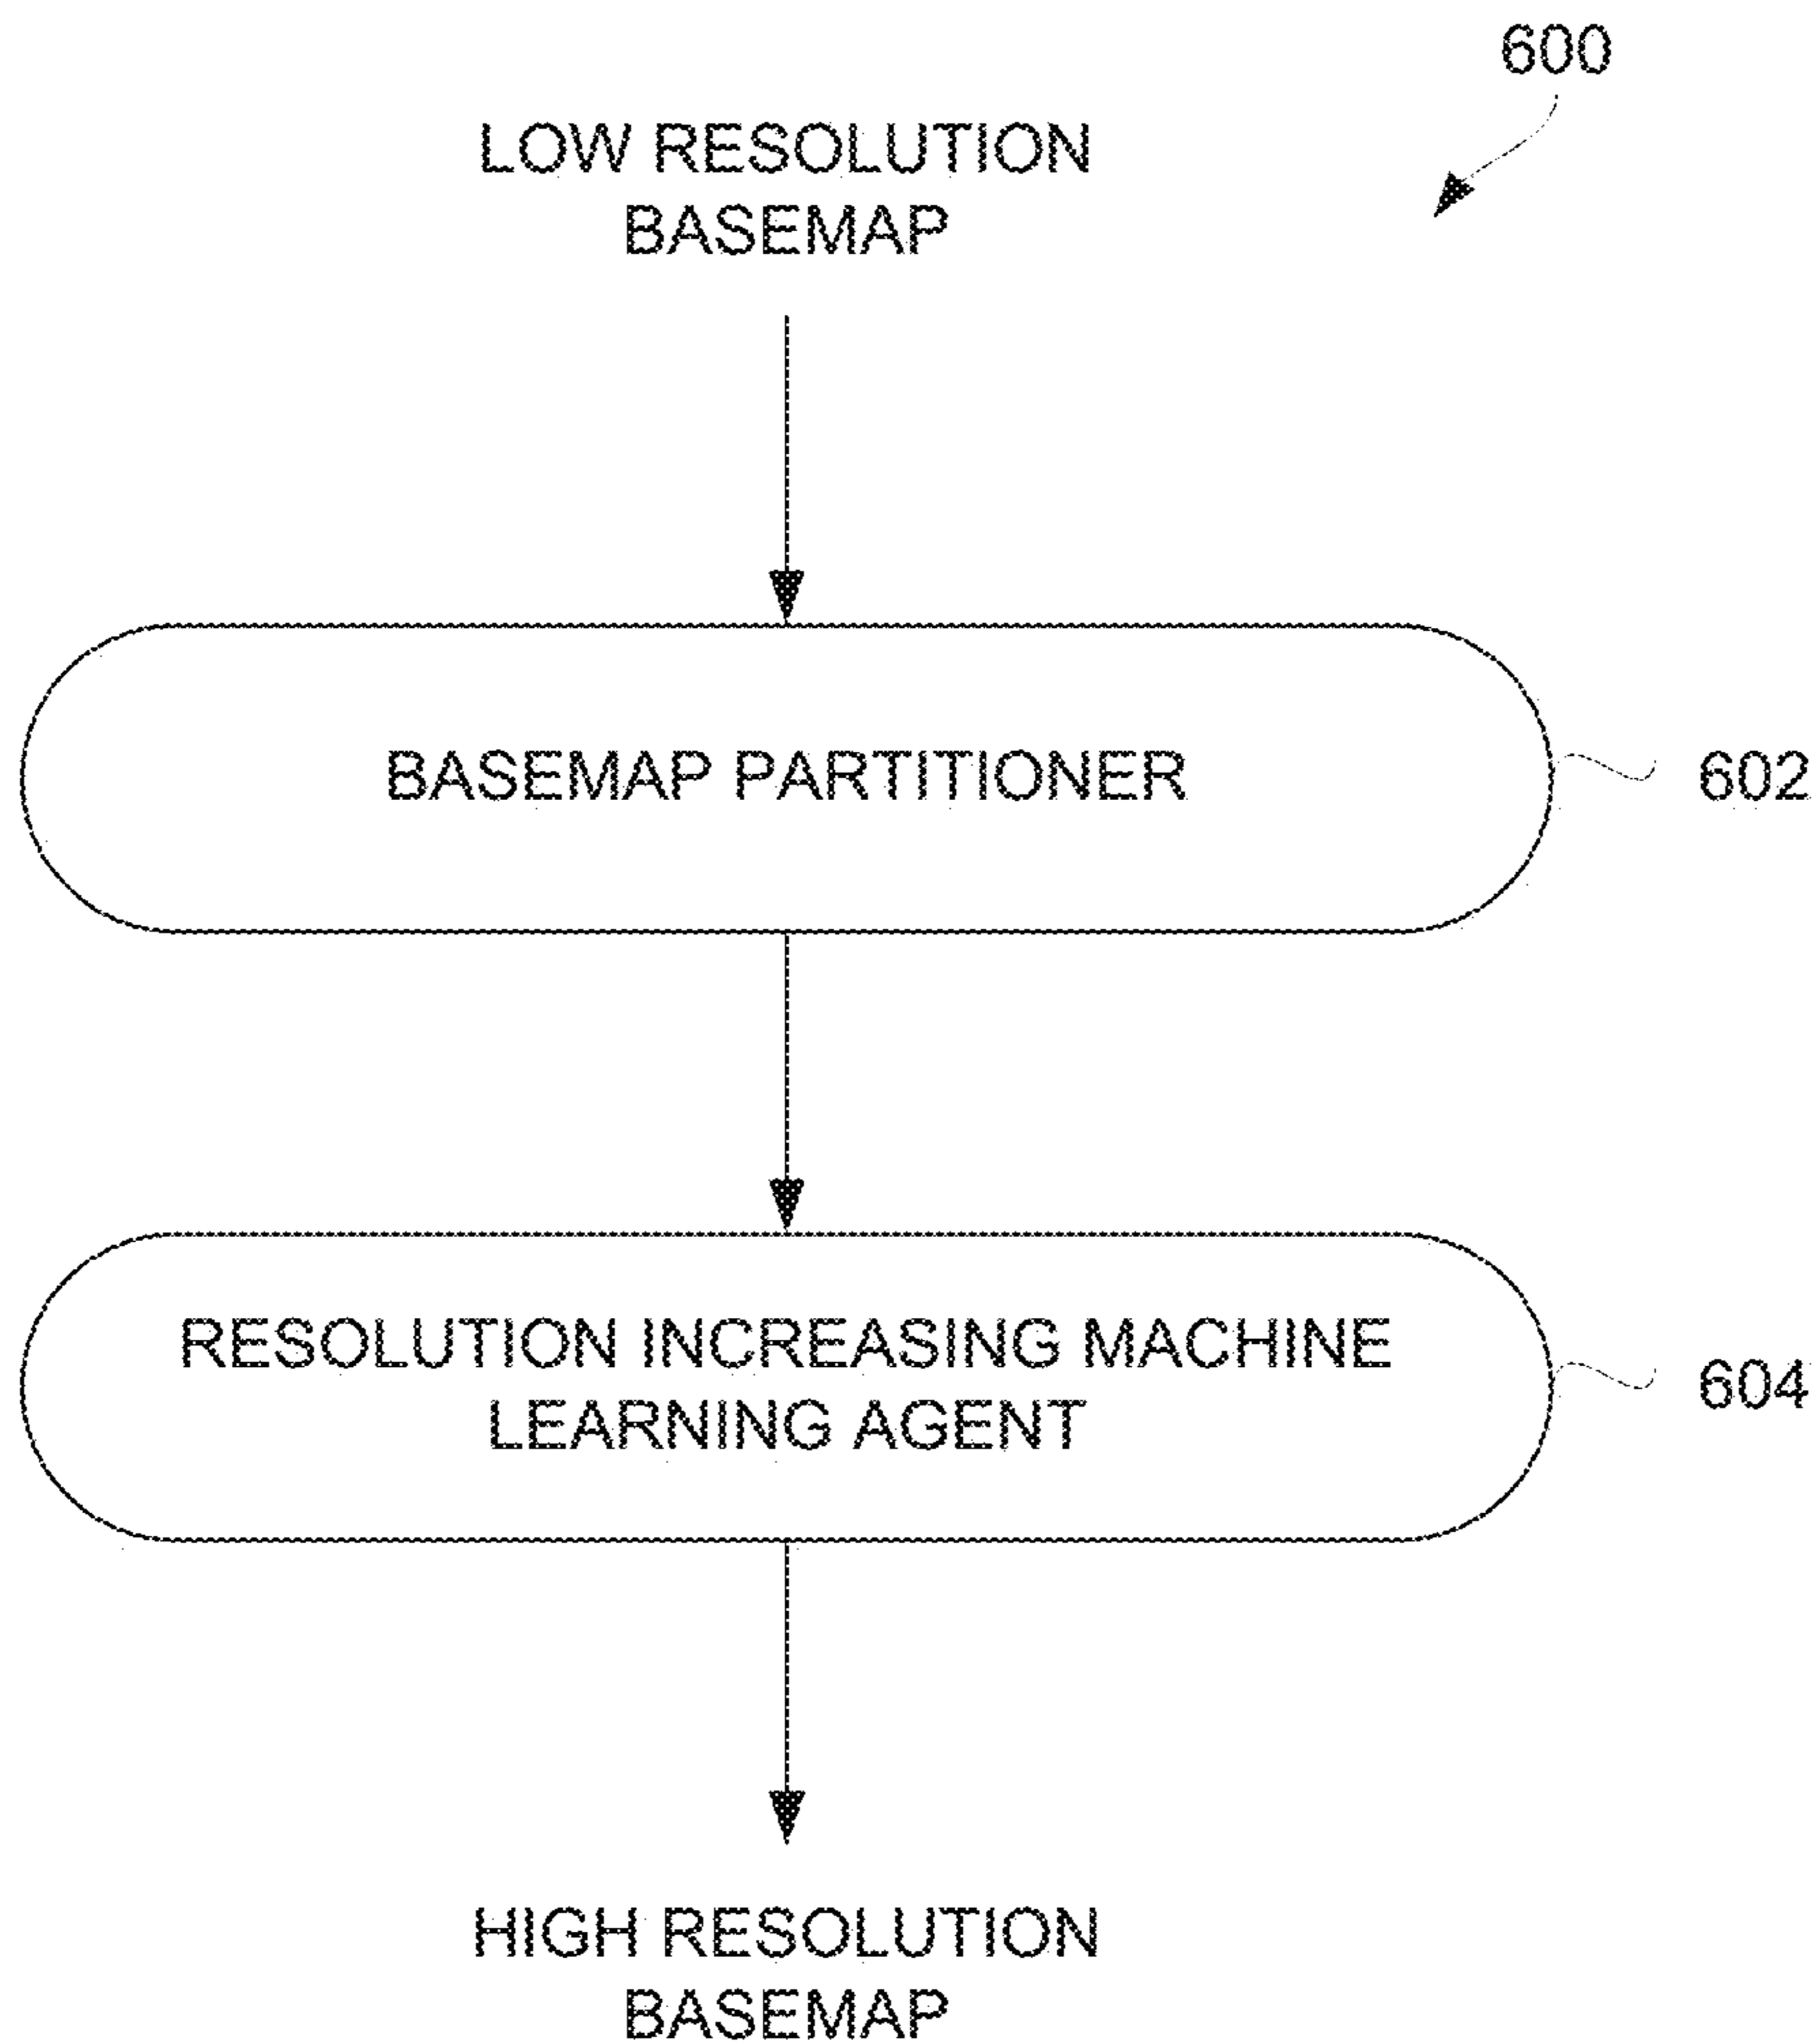 600
LOW RESOLUTION
BASEMAP
BASEMAP PARTITIONER
602
RESOLUTION INCREASING MACHINE
LEARNING AGENT
604
HIGH RESOLUTION
BASEMAP